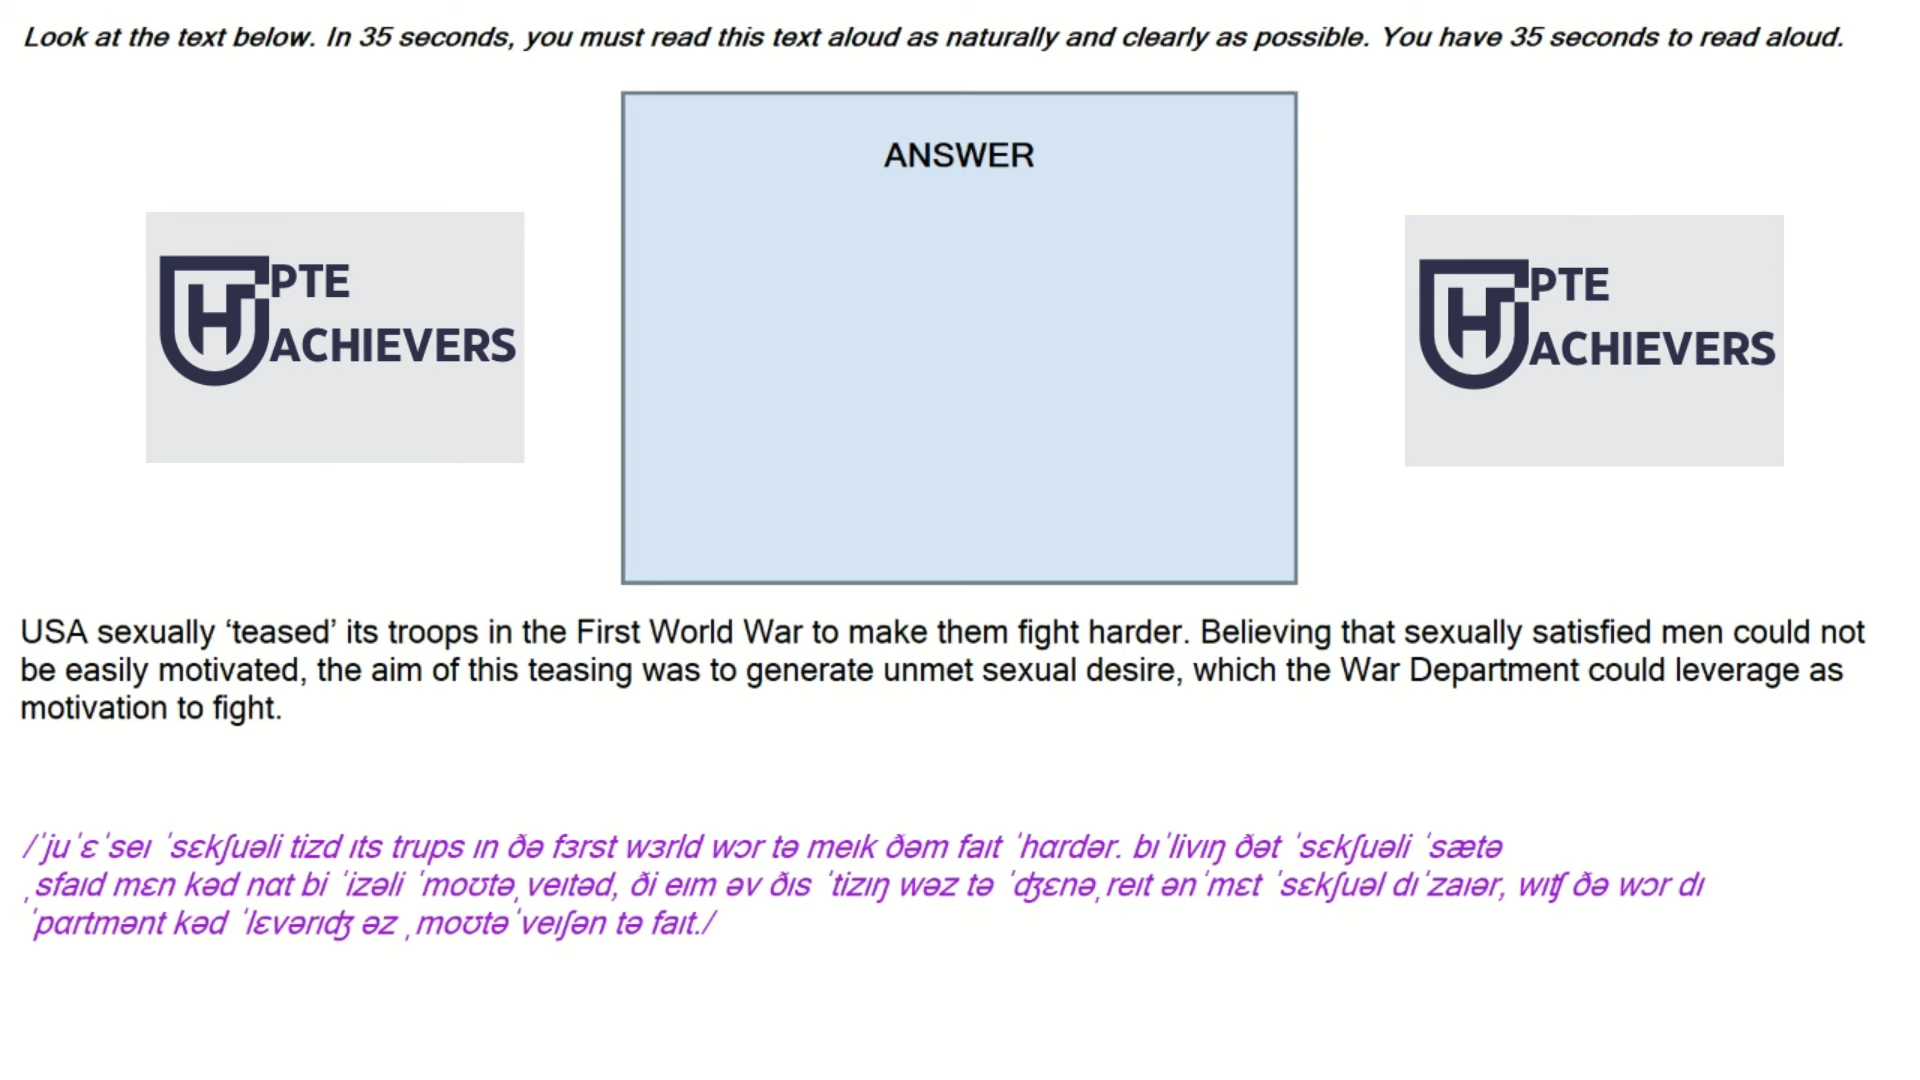 Look at the text below. In 35 seconds, you must read this text aloud as naturally and clearly as possible. You have 35 seconds to read aloud.
ANSWER
PTE
ACHIEVERS
PTE
ACHIEVERS
USA sexually ‘teased’ its troops in the First World War to make them fight harder. Believing that sexually satisfied men could not
be easily motivated, the aim of this teasing was to generate unmet sexual desire, which the War Department could leverage as
motivation to fight.
/ˈjuˈɛˈseɪ ˈsɛkʃuəli tizd ɪts trups ɪn ðə fɜrst wɜrld wɔr tə meɪk ðəm faɪt ˈhɑrdər. bɪˈlivɪŋ ðət ˈsɛkʃuəli ˈsætə
ˌsfaɪd mɛn kəd nɑt bi ˈizəli ˈmoʊtəˌveɪtəd, ði eɪm əv ðɪs ˈtizɪŋ wəz tə ˈʤɛnəˌreɪt ənˈmɛt ˈsɛkʃuəl dɪˈzaɪər, wɪʧ ðə wɔr dɪ
ˈpɑrtmənt kəd ˈlɛvərɪʤ əz ˌmoʊtəˈveɪʃən tə faɪt./